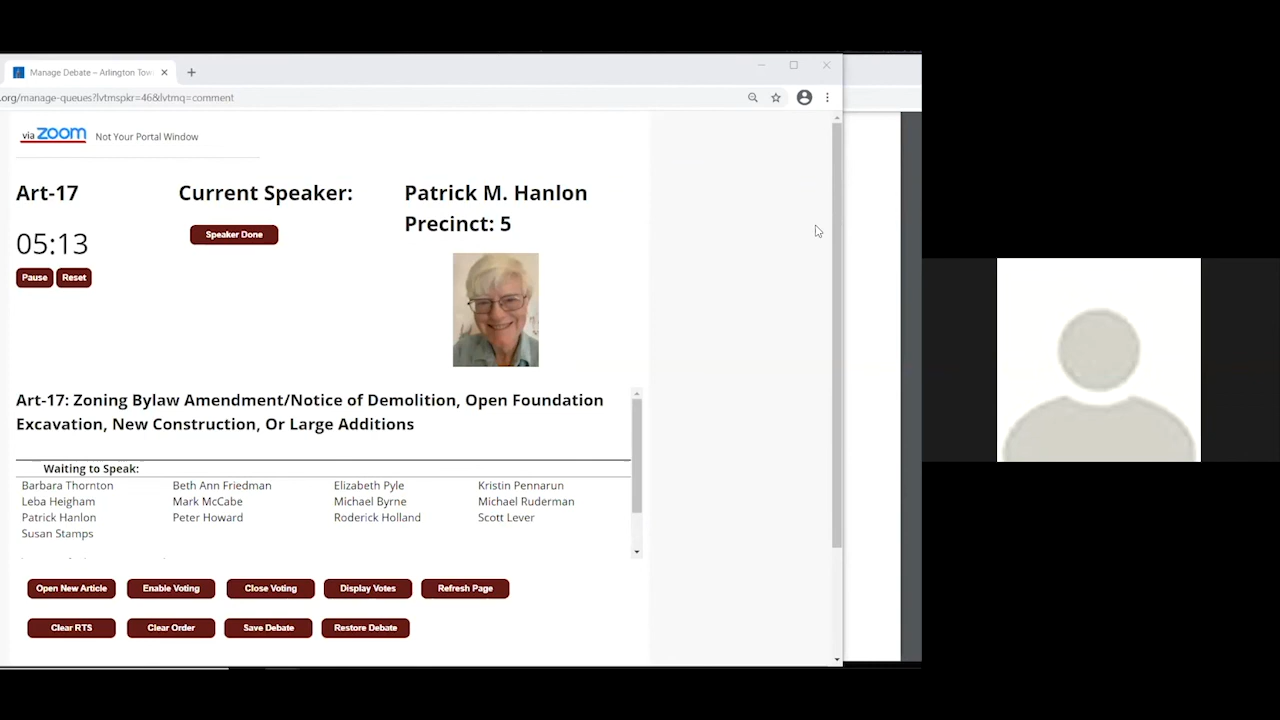 Manage Debate – Arlington Tow
.org/manage-queues?lvtmspkr=46&lvtmq=comment
via zoom Not Your Portal Window
Art-17 Current Speaker: Patrick M. Hanlon
Precinct: 5
05:13 Speaker Done
Pause Reset
Art-17: Zoning Bylaw Amendment/Notice of Demolition, Open Foundation
Excavation, New Construction, Or Large Additions
Waiting to Speak:
Barbara Thornton Beth Ann Friedman Elizabeth Pyle Kristin Pennarun
Leba Heigham Mark McCabe Michael Byrne Michael Ruderman
Patrick Hanlon Peter Howard Roderick Holland Scott Lever
Susan Stamps
Open New Article Enable Voting Close Voting Display Votes Refresh Page
Clear RTS Clear Order Save Debate Restore Debate